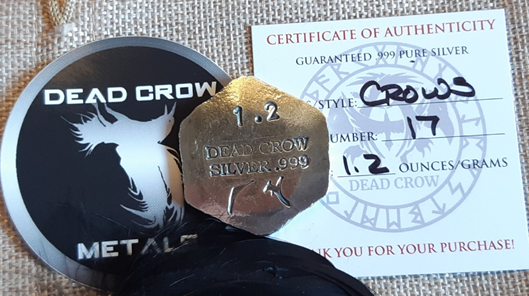 DEAD CROW
METALS
1.2
DEAD CROW
SILVER .999
CERTIFICATE OF AUTHENTICITY
GUARANTEED .999 PURE SILVER
STYLE: CROWS
NUMBER: 17
1.2 OUNCES/GRAMS
DEAD CROW
YOU FOR YOUR PURCHASE!